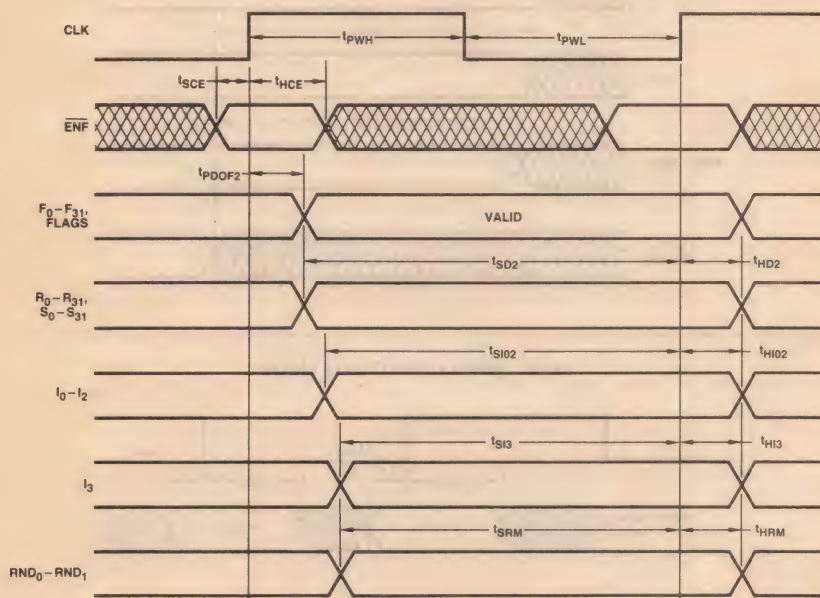 CLK
tPWH
tPWL
tSCE
tHCE
ENF
tPDOF2
F0–F31,
FLAGS
VALID
tSD2
tHD2
R0–R31,
S0–S31
tSI02
tHI02
I0–I2
tSI3
tHI3
I3
tSRM
tHRM
RND0–RND1